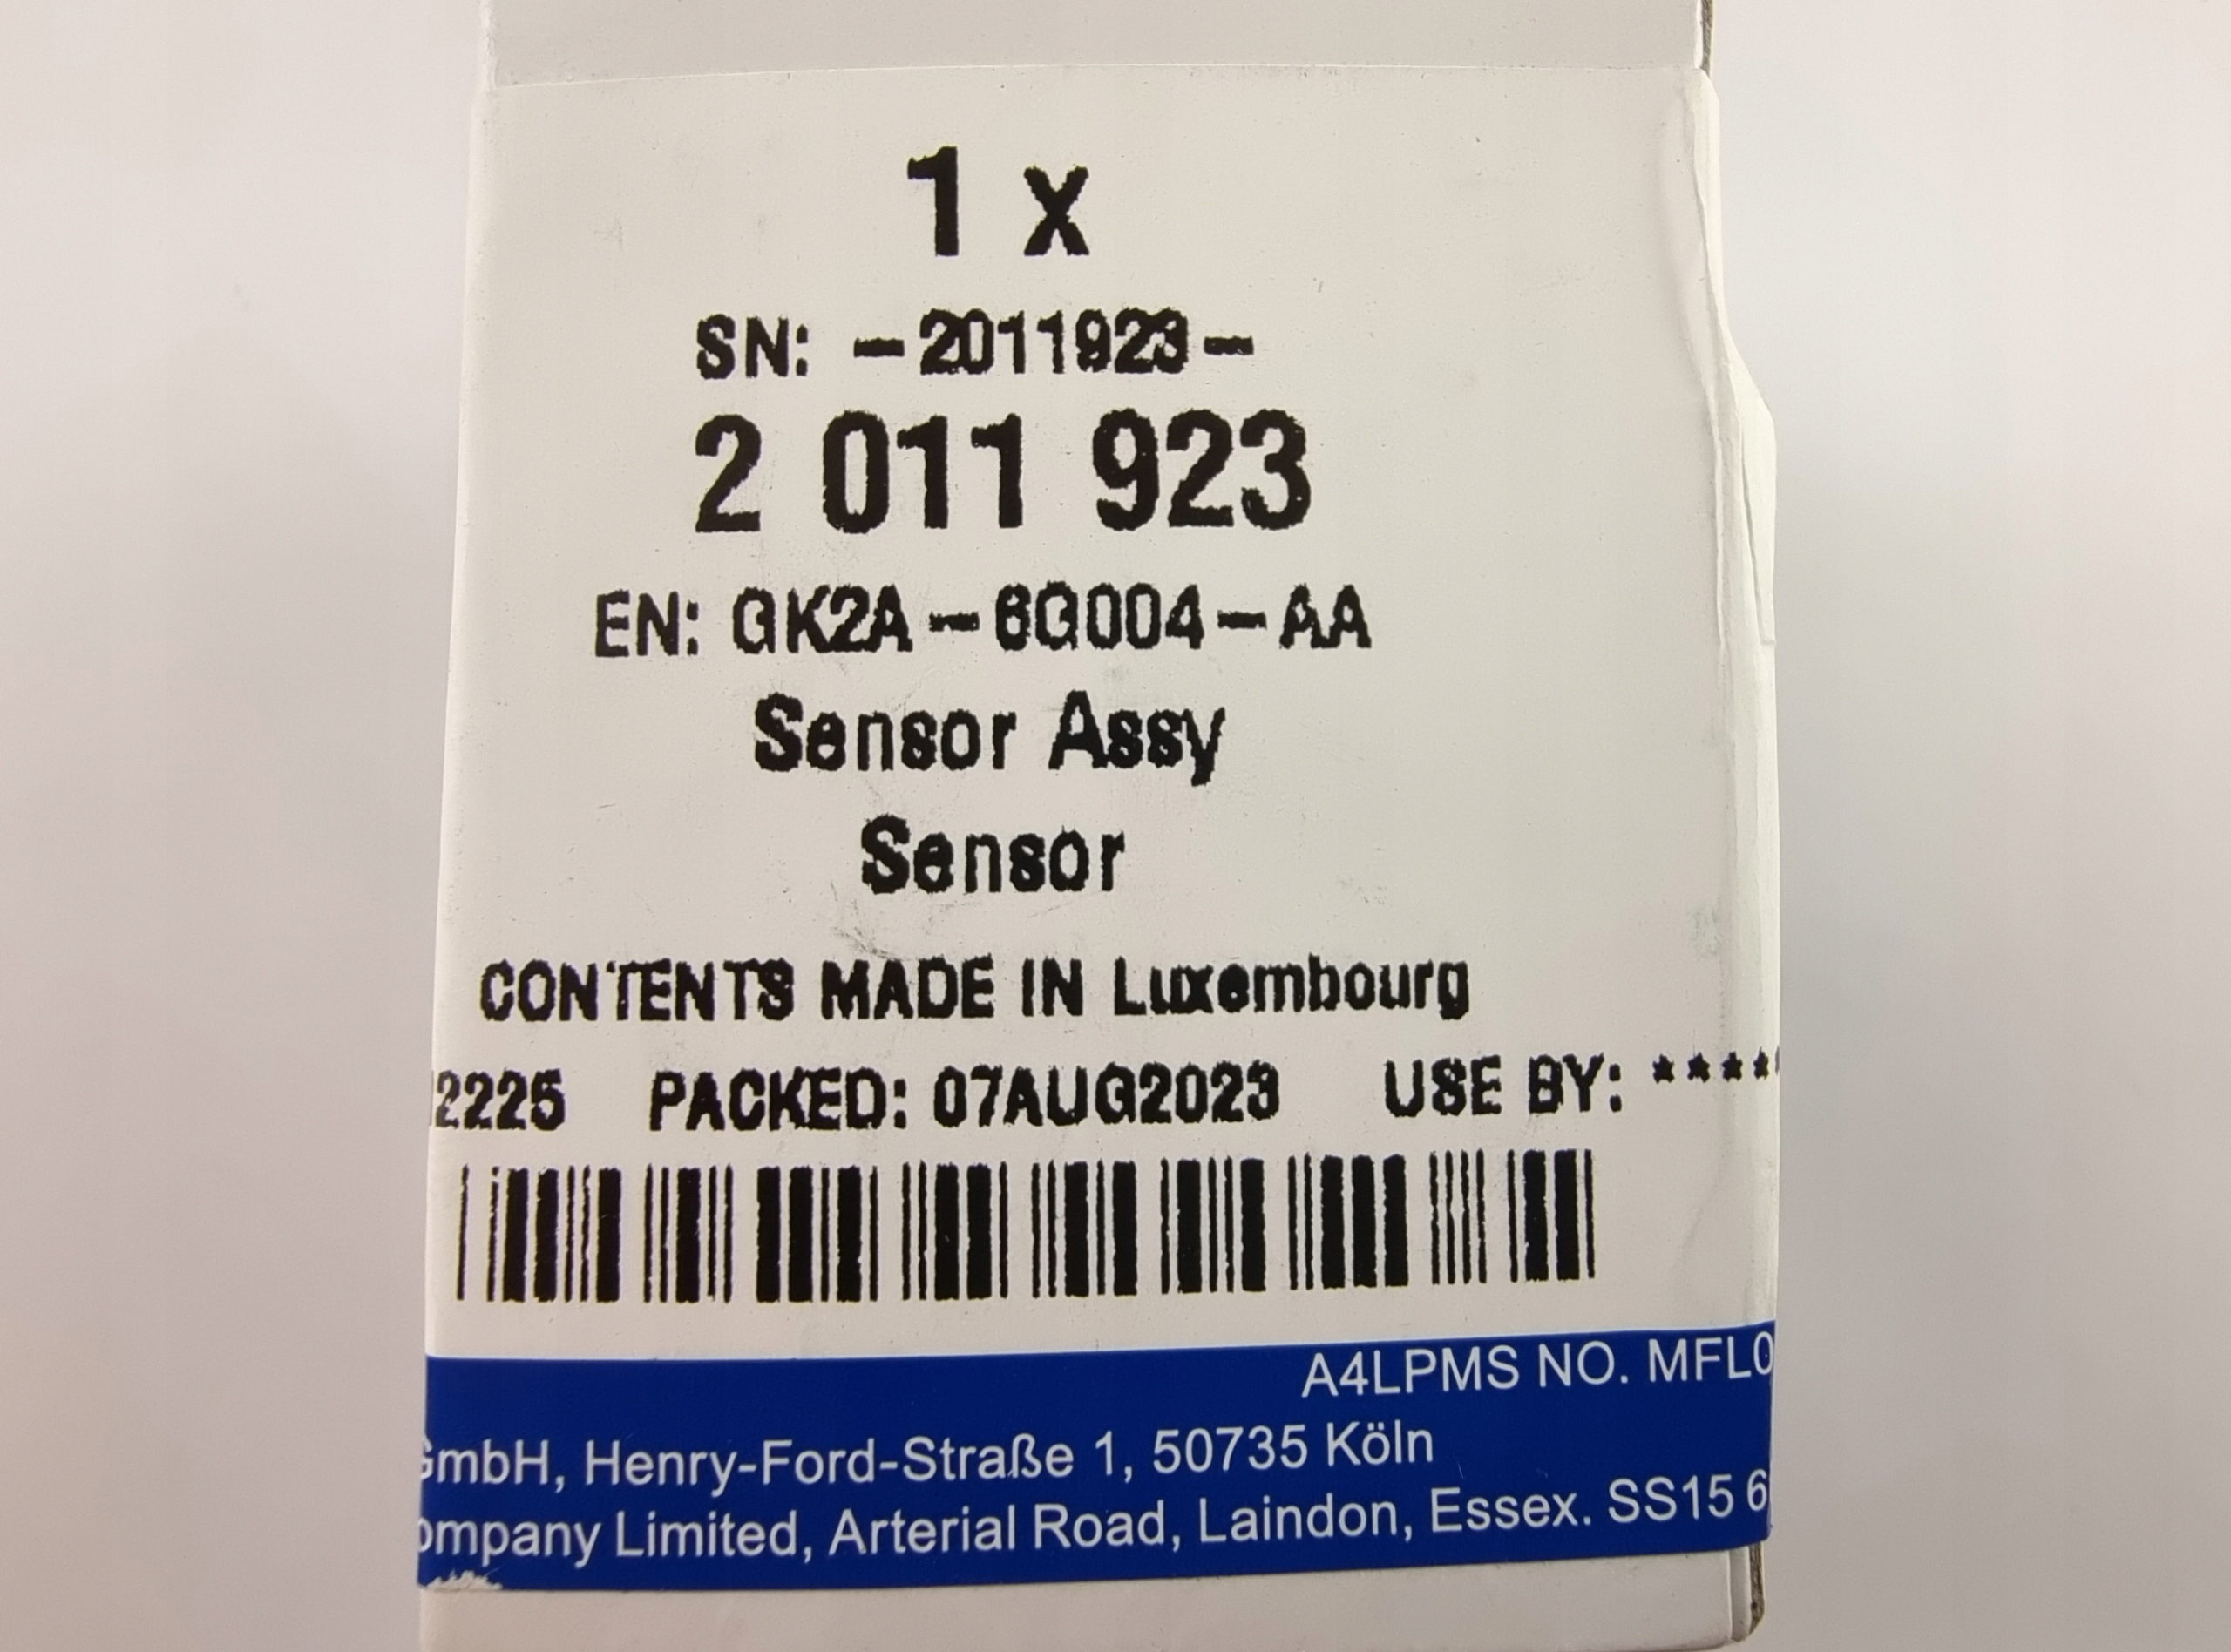 1 x
SN: -2011923-
2 011 923
EN: GK2A-6G004-AA
Sensor Assy
Sensor
CONTENTS MADE IN Luxembourg
2225 PACKED: 07AUG2023 USE BY: ****
A4LPMS NO. MFL0
GmbH, Henry-Ford-Straße 1, 50735 Köln
ompany Limited, Arterial Road, Laindon, Essex. SS15 6